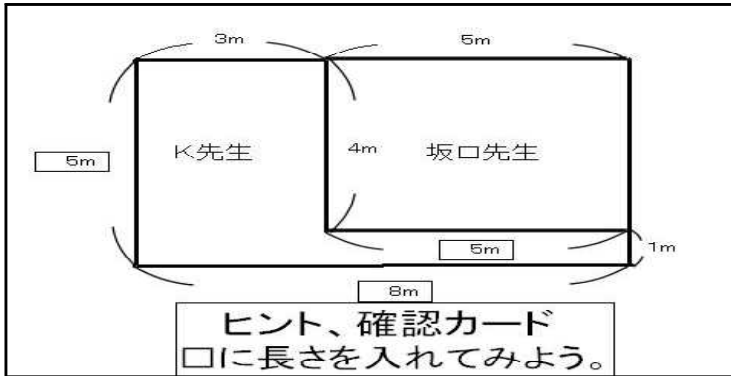 3m 5m
5m K先生 4m 坂口先生
5m 1m
8m
ヒント、確認カード
□に長さを入れてみよう。